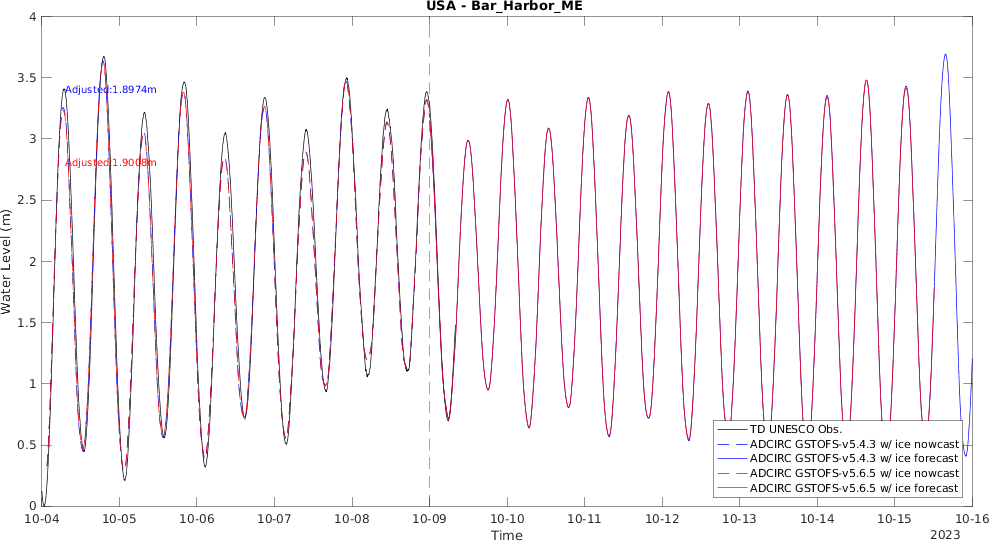 USA - Bar_Harbor_ME
4
3.5
3
2.5
2
1.5
1
0.5
0
Water Level (m)
Adjusted:1.8974m
Adjusted:1.9008m
TD UNESCO Obs.
ADCIRC GSTOFS-v5.4.3 w/ ice nowcast
ADCIRC GSTOFS-v5.4.3 w/ ice forecast
ADCIRC GSTOFS-v5.6.5 w/ ice nowcast
ADCIRC GSTOFS-v5.6.5 w/ ice forecast
10-04 10-05 10-06 10-07 10-08 10-09 10-10 10-11 10-12 10-13 10-14 10-15 10-16
Time
2023